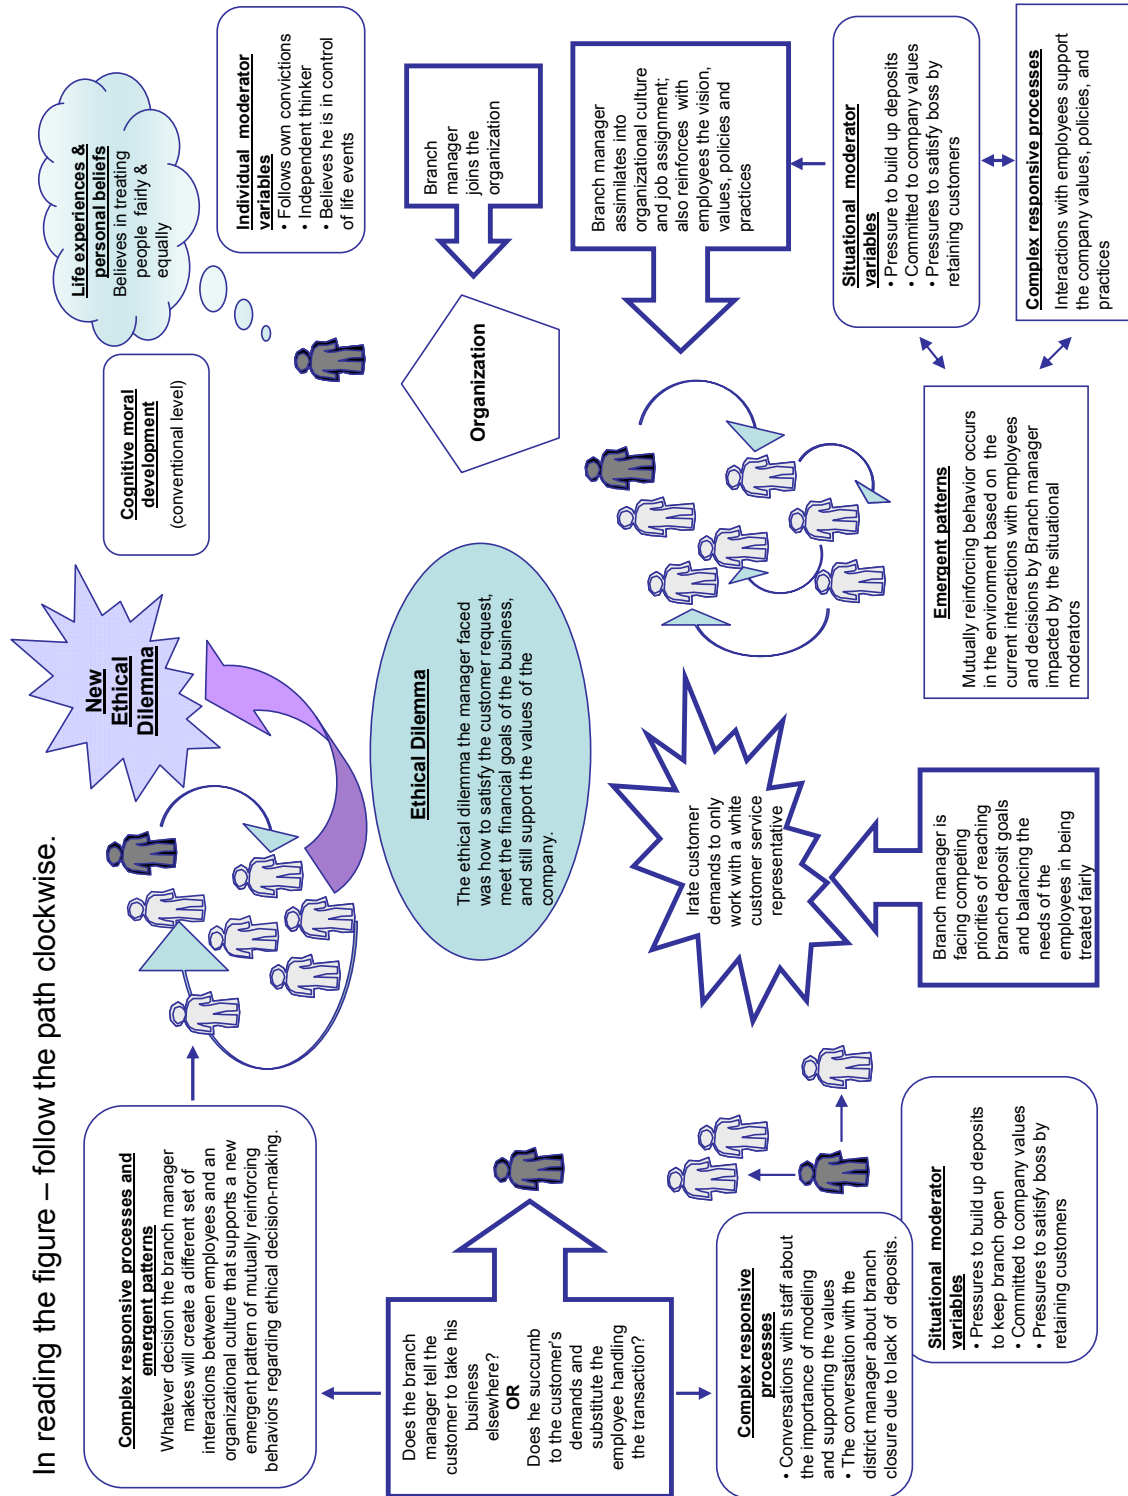 In reading the figure – follow the path clockwise.
Complex responsive processes and
emergent patterns
Whatever decision the branch manager
makes will create a different set of
interactions between employees and an
organizational culture that supports a new
emergent pattern of mutually reinforcing
behaviors regarding ethical decision-making.
New
Ethical
Dilemma
Cognitive moral
development
(conventional level)
Life experiences &
personal beliefs
Believes in treating
people fairly &
equally
Individual moderator
variables
• Follows own convictions
• Independent thinker
• Believes he is in control
of life events
Branch
manager
joins the
organization
Organization
Ethical Dilemma
The ethical dilemma the manager faced
was how to satisfy the customer request,
meet the financial goals of the business,
and still support the values of the
company.
Branch manager
assimilates into
organizational culture
and job assignment;
also reinforces with
employees the vision,
values, policies and
practices
Situational moderator
variables
• Pressure to build up deposits
• Committed to company values
• Pressures to satisfy boss by
retaining customers
Complex responsive processes
Interactions with employees support
the company values, policies, and
practices
Emergent patterns
Mutually reinforcing behavior occurs
in the environment based on the
current interactions with employees
and decisions by Branch manager
impacted by the situational
moderators
Irate customer
demands to only
work with a white
customer service
representative
Branch manager is
facing competing
priorities of reaching
branch deposit goals
and balancing the
needs of the
employees in being
treated fairly
Situational moderator
variables
• Pressures to build up deposits
to keep branch open
• Committed to company values
• Pressures to satisfy boss by
retaining customers
Complex responsive
processes
• Conversations with staff about
the importance of modeling
and supporting the values
• The conversation with the
district manager about branch
closure due to lack of deposits.
Does the branch
manager tell the
customer to take his
business
elsewhere?
OR
Does he succumb
to the customer's
demands and
substitute the
employee handling
the transaction?